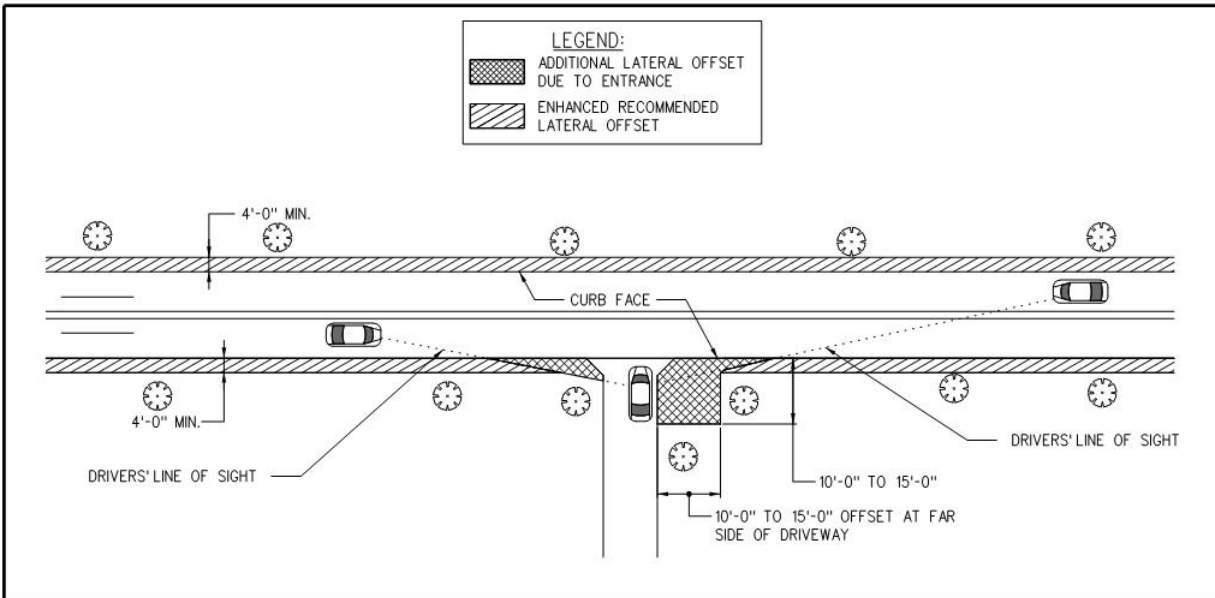 LEGEND:
ADDITIONAL LATERAL OFFSET
DUE TO ENTRANCE
ENHANCED RECOMMENDED
LATERAL OFFSET
4'-0" MIN.
CURB FACE
4'-0" MIN.
DRIVERS' LINE OF SIGHT
DRIVERS' LINE OF SIGHT
10'-0" TO 15'-0"
10'-0" TO 15'-0" OFFSET AT FAR
SIDE OF DRIVEWAY